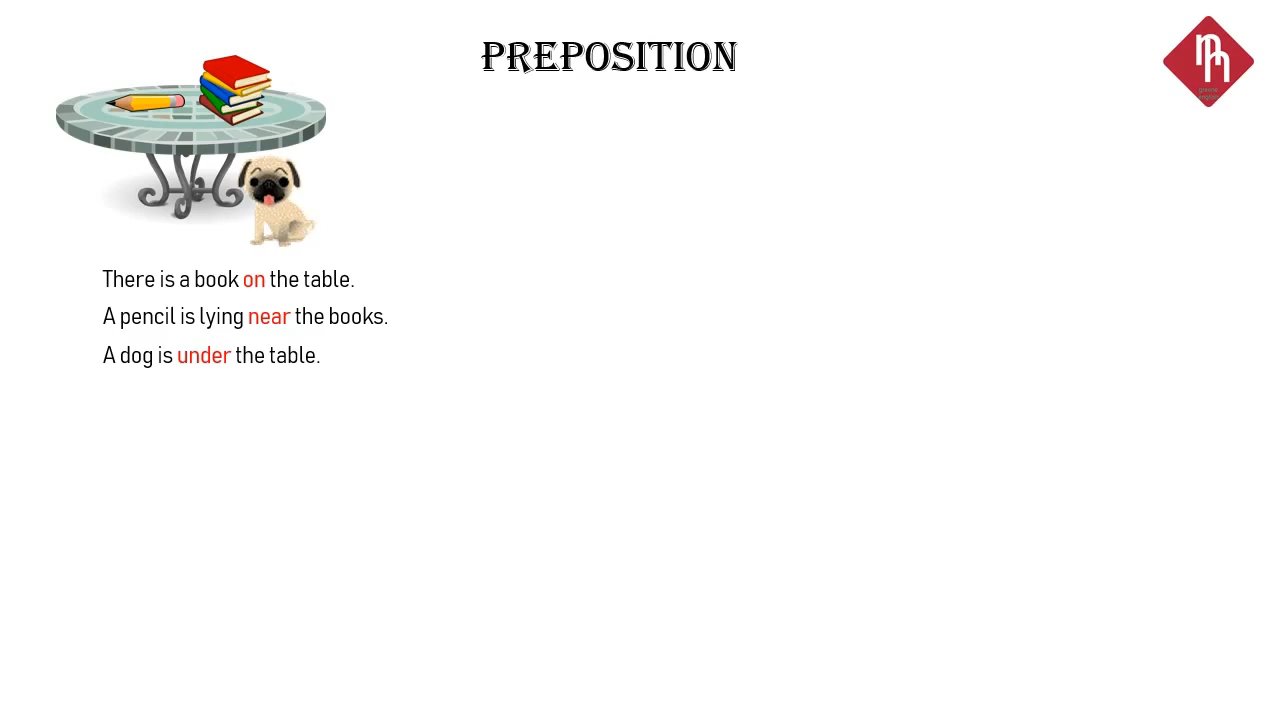 PREPOSITION
There is a book on the table.
A pencil is lying near the books.
A dog is under the table.